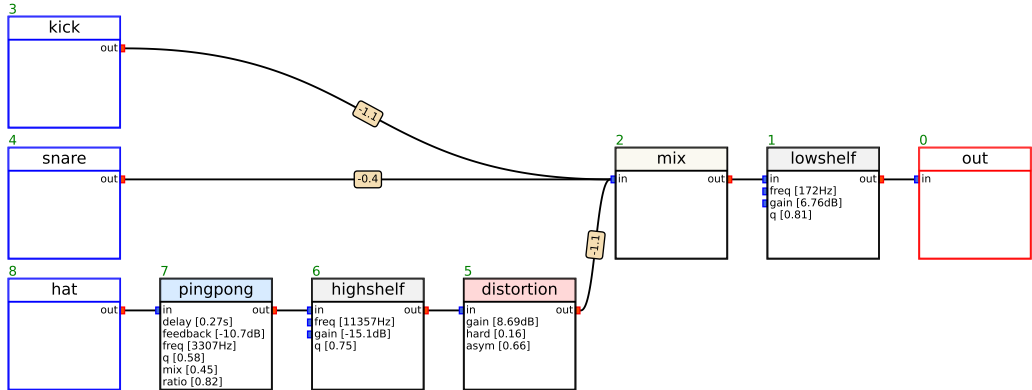 3
kick
out
-1.1
4
snare
out
-0.4
2
mix
in out
1
lowshelf
in out
freq [172Hz]
gain [6.76dB]
q [0.81]
0
out
in
-1.1
8
hat
out
7
pingpong
in out
delay [0.27s]
feedback [-10.7dB]
freq [3307Hz]
q [0.58]
mix [0.45]
ratio [0.82]
6
highshelf
in out
freq [11357Hz]
gain [-15.1dB]
q [0.75]
5
distortion
in out
gain [8.69dB]
hard [0.16]
asym [0.66]